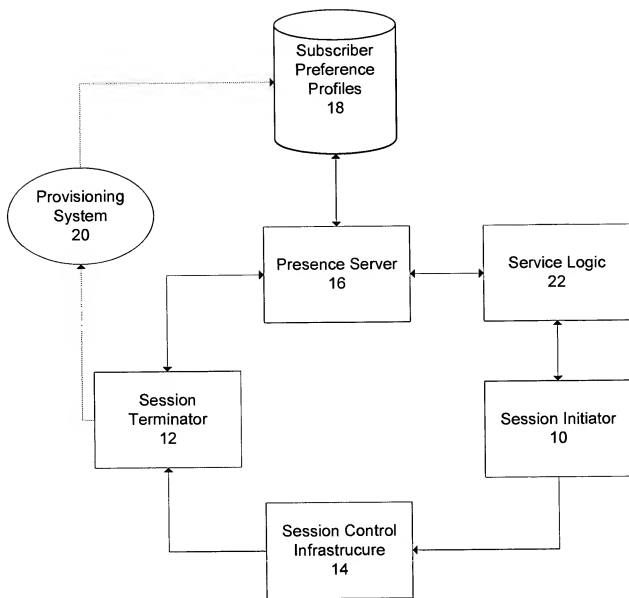 Subscriber
Preference
Profiles
18
Provisioning
System
20
Presence Server
16
Service Logic
22
Session
Terminator
12
Session Initiator
10
Session Control
Infrastrucure
14